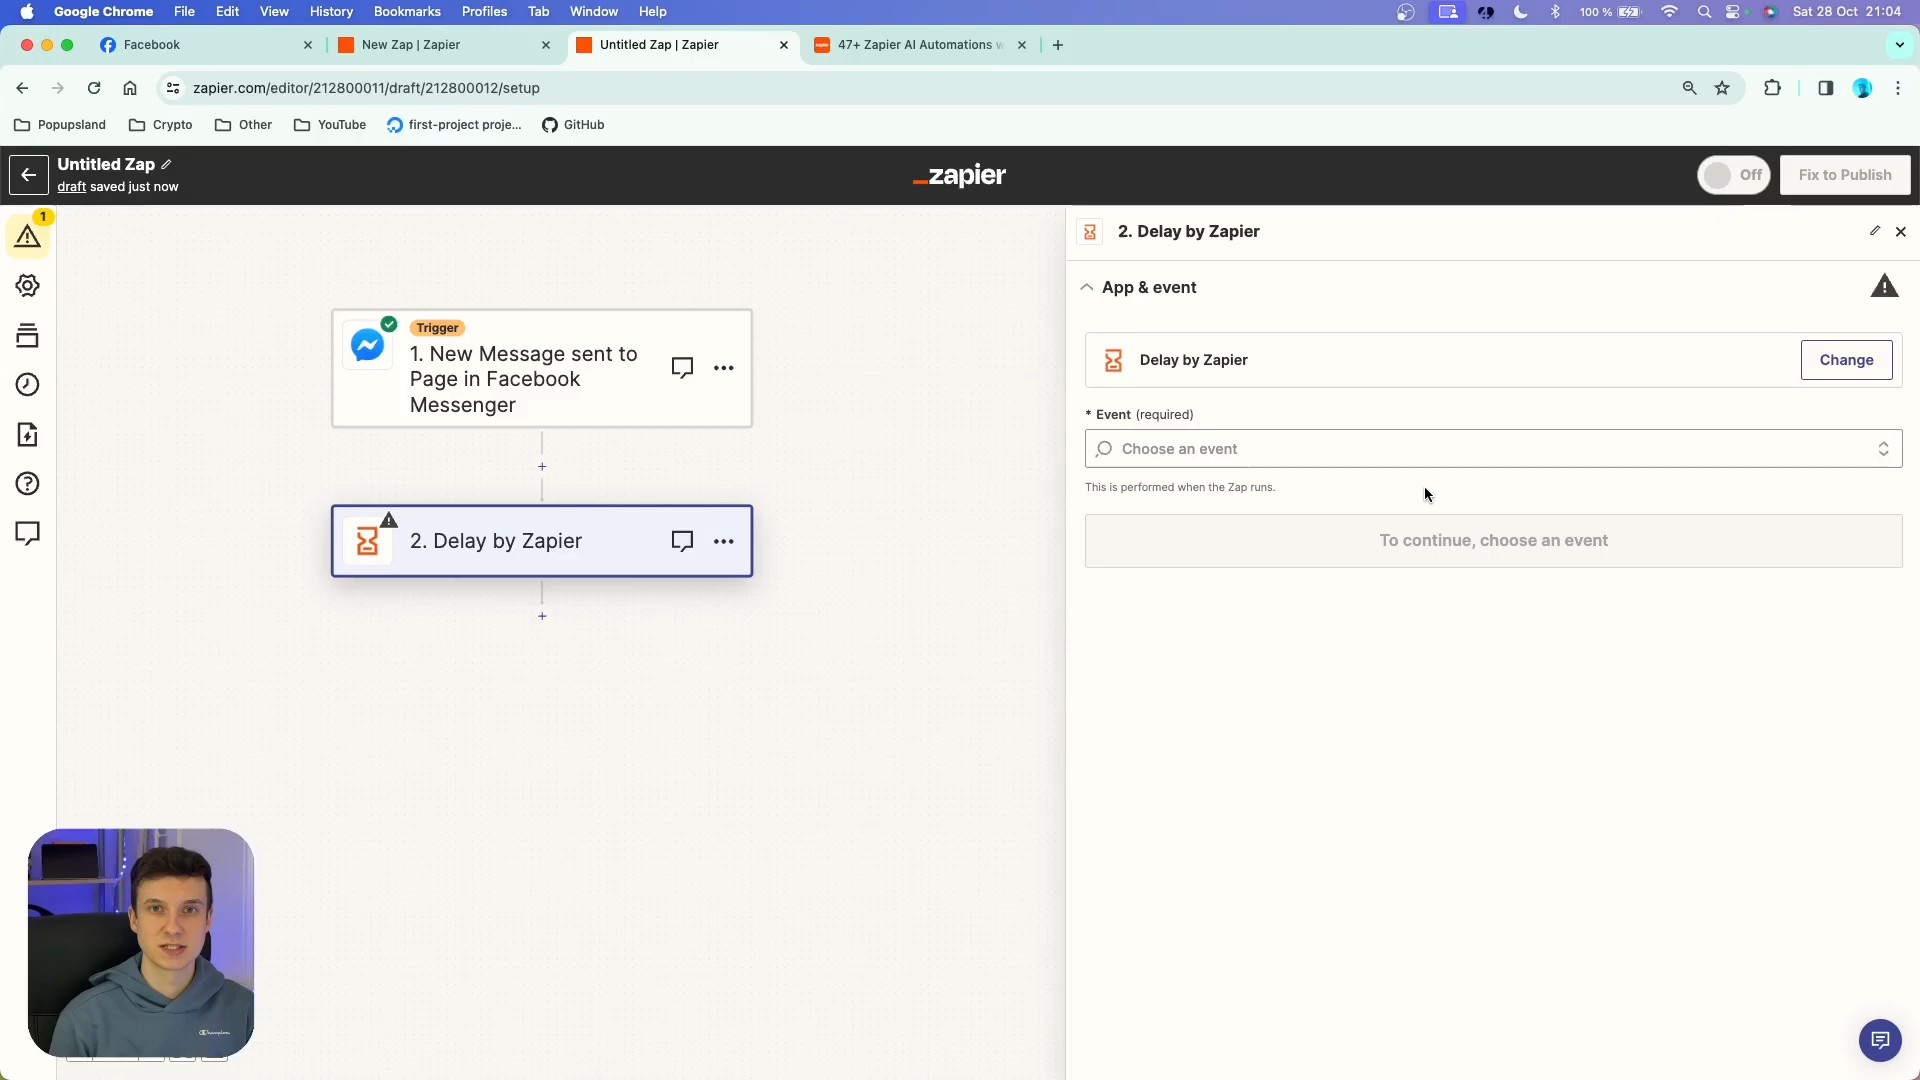 Google Chrome File Edit View History Bookmarks Profiles Tab Window Help 100 % Sat 28 Oct 21:04
Facebook New Zap | Zapier Untitled Zap | Zapier 47+ Zapier AI Automations
zapier.com/editor/212800011/draft/212800012/setup
Popupsland Crypto Other YouTube first-project proje... GitHub
Untitled Zap
draft saved just now
_zapier
Off
Fix to Publish
1
2. Delay by Zapier
App & event
Trigger
1. New Message sent to
Page in Facebook
Messenger
Delay by Zapier
Change
* Event (required)
Choose an event
This is performed when the Zap runs.
2. Delay by Zapier
To continue, choose an event
Champion